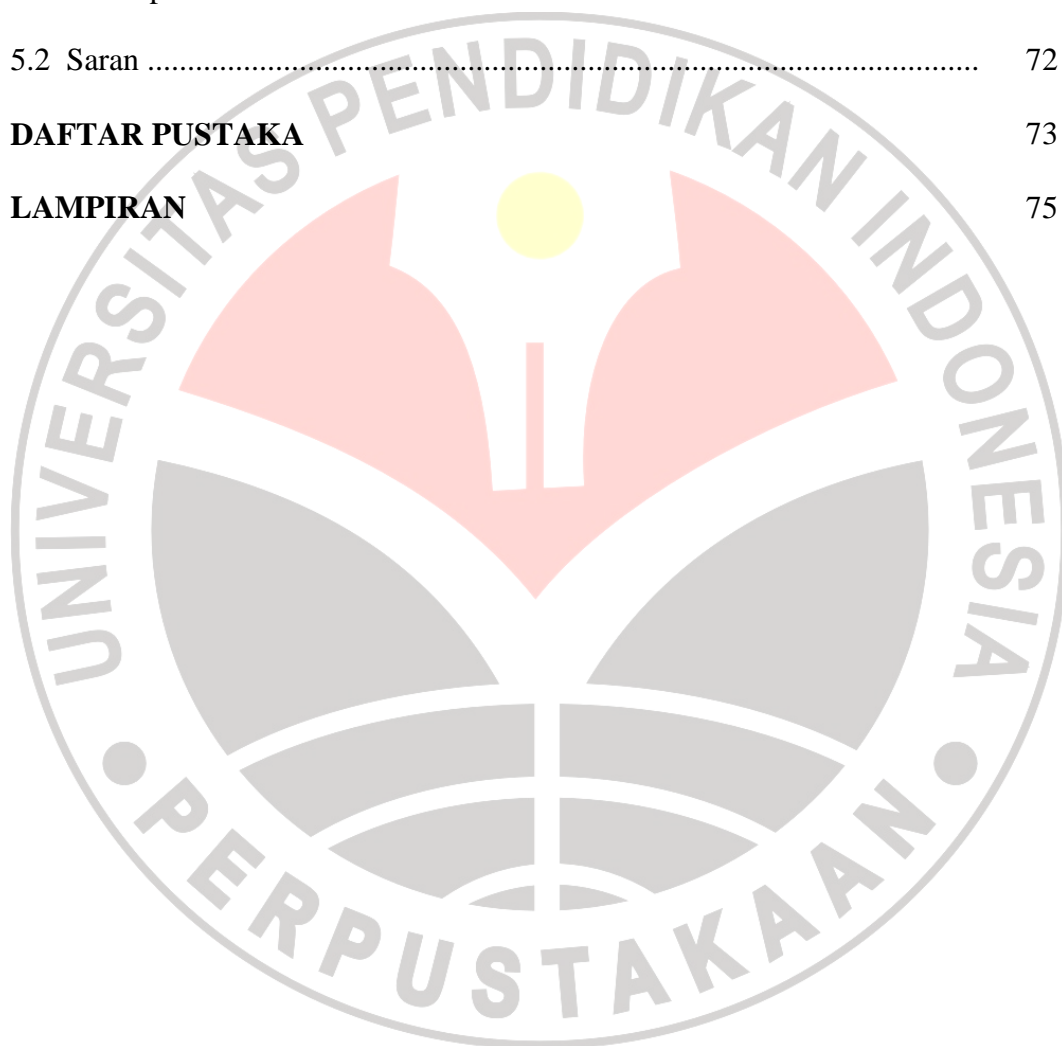 5.2 Saran ........................................................................................................ 72
DAFTAR PUSTAKA 73
LAMPIRAN 75
UNIVERSITAS PENDIDIKAN INDONESIA
PERPUSTAKAAN